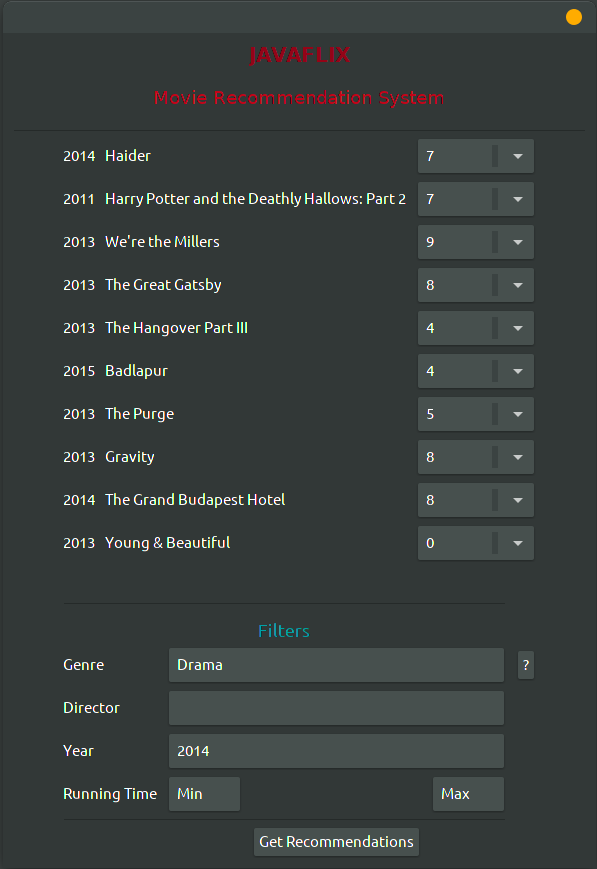 JAVAFLIX
Movie Recommendation System
2014 Haider 7
2011 Harry Potter and the Deathly Hallows: Part 2 7
2013 We're the Millers 9
2013 The Great Gatsby 8
2013 The Hangover Part III 4
2015 Badlapur 4
2013 The Purge 5
2013 Gravity 8
2014 The Grand Budapest Hotel 8
2013 Young & Beautiful 0
Filters
Genre Drama ?
Director
Year 2014
Running Time Min Max
Get Recommendations